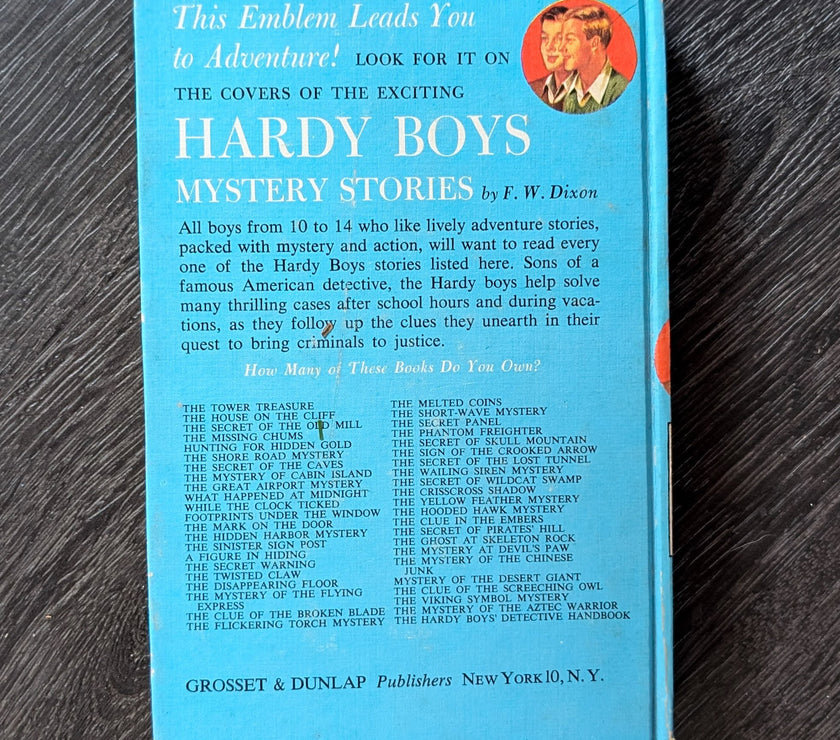 This Emblem Leads You
to Adventure! LOOK FOR IT ON
THE COVERS OF THE EXCITING
HARDY BOYS
MYSTERY STORIES by F. W. Dixon
All boys from 10 to 14 who like lively adventure stories,
packed with mystery and action, will want to read every
one of the Hardy Boys stories listed here. Sons of a
famous American detective, the Hardy boys help solve
many thrilling cases after school hours and during vaca-
tions, as they follow up the clues they unearth in their
quest to bring criminals to justice.
How Many of These Books Do You Own?
THE TOWER TREASURE
THE HOUSE ON THE CLIFF
THE SECRET OF THE OLD MILL
THE MISSING CHUMS
HUNTING FOR HIDDEN GOLD
THE SHORE ROAD MYSTERY
THE SECRET OF THE CAVES
THE MYSTERY OF CABIN ISLAND
THE GREAT AIRPORT MYSTERY
WHAT HAPPENED AT MIDNIGHT
WHILE THE CLOCK TICKED
FOOTPRINTS UNDER THE WINDOW
THE MARK ON THE DOOR
THE HIDDEN HARBOR MYSTERY
THE SINISTER SIGN POST
A FIGURE IN HIDING
THE SECRET WARNING
THE TWISTED CLAW
THE DISAPPEARING FLOOR
THE MYSTERY OF THE FLYING
EXPRESS
THE CLUE OF THE BROKEN BLADE
THE FLICKERING TORCH MYSTERY
THE MELTED COINS
THE SHORT-WAVE MYSTERY
THE SECRET PANEL
THE PHANTOM FREIGHTER
THE SECRET OF SKULL MOUNTAIN
THE SIGN OF THE CROOKED ARROW
THE SECRET OF THE LOST TUNNEL
THE WAILING SIREN MYSTERY
THE SECRET OF WILDCAT SWAMP
THE CRISSCROSS SHADOW
THE YELLOW FEATHER MYSTERY
THE HOODED HAWK MYSTERY
THE CLUE IN THE EMBERS
THE SECRET OF PIRATES' HILL
THE GHOST AT SKELETON ROCK
THE MYSTERY AT DEVIL'S PAW
THE MYSTERY OF THE CHINESE
JUNK
MYSTERY OF THE DESERT GIANT
THE CLUE OF THE SCREECHING OWL
THE VIKING SYMBOL MYSTERY
THE MYSTERY OF THE AZTEC WARRIOR
THE HARDY BOYS' DETECTIVE HANDBOOK
GROSSET & DUNLAP Publishers NEW YORK 10, N. Y.